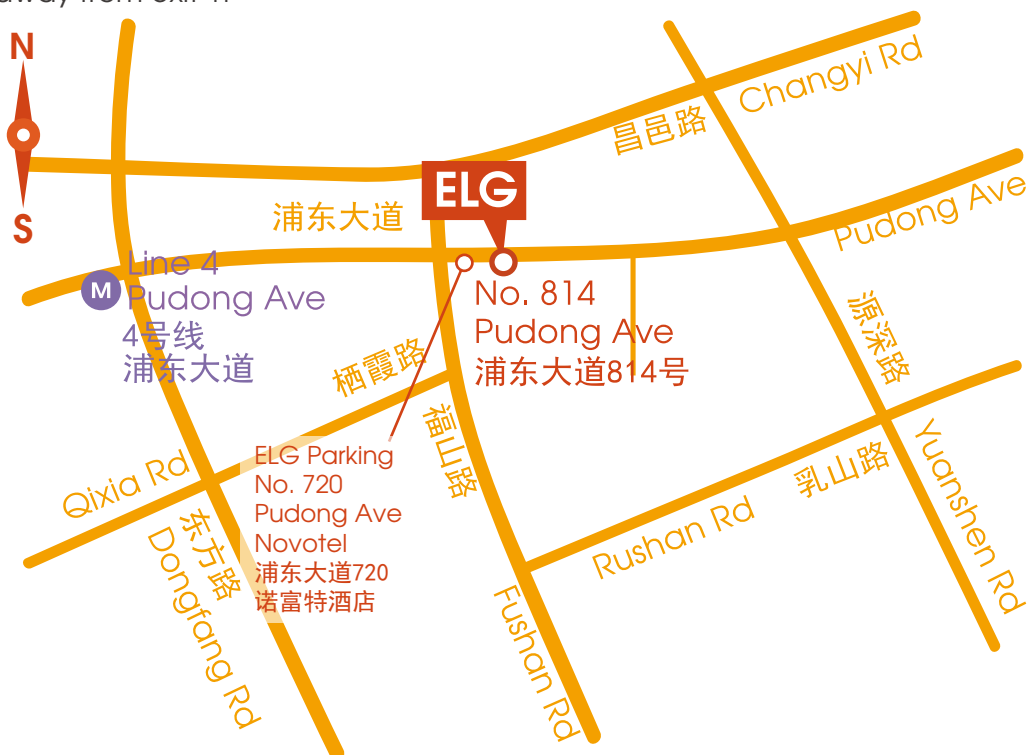 away from exit
N
Changyi Rd
昌邑路
ELG
浦东大道
Pudong Ave
S
Line 4
M
Pudong Ave
4号线
浦东大道
No. 814
Pudong Ave
浦东大道814号
源深路
栖霞路
福山路
ELG Parking
No. 720
Pudong Ave
Novotel
浦东大道720
诺富特酒店
Qixia Rd
东方路
Dongfang Rd
乳山路
Rushan Rd
Yuanshen Rd
Fushan Rd